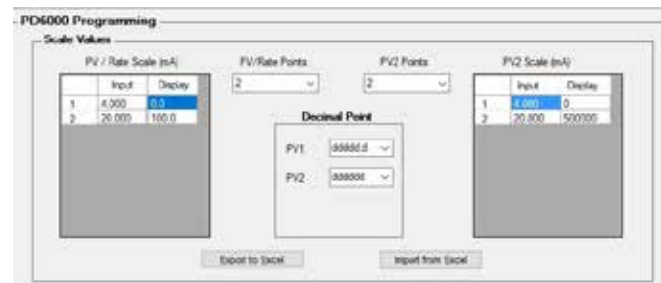 PD6000 Programming
Scale Values
PV / Rate Scale (mA)
PV/Rate Points
PV2 Points
PV2 Scale (mA)
Input Display
2
2
Input Display
1 4.000 0.0
2 20.000 100.0
1 4.000 0
2 20.000 500000
Decimal Point
PV1 ddddd.d
PV2 dddddd
Export to Excel
Import from Excel